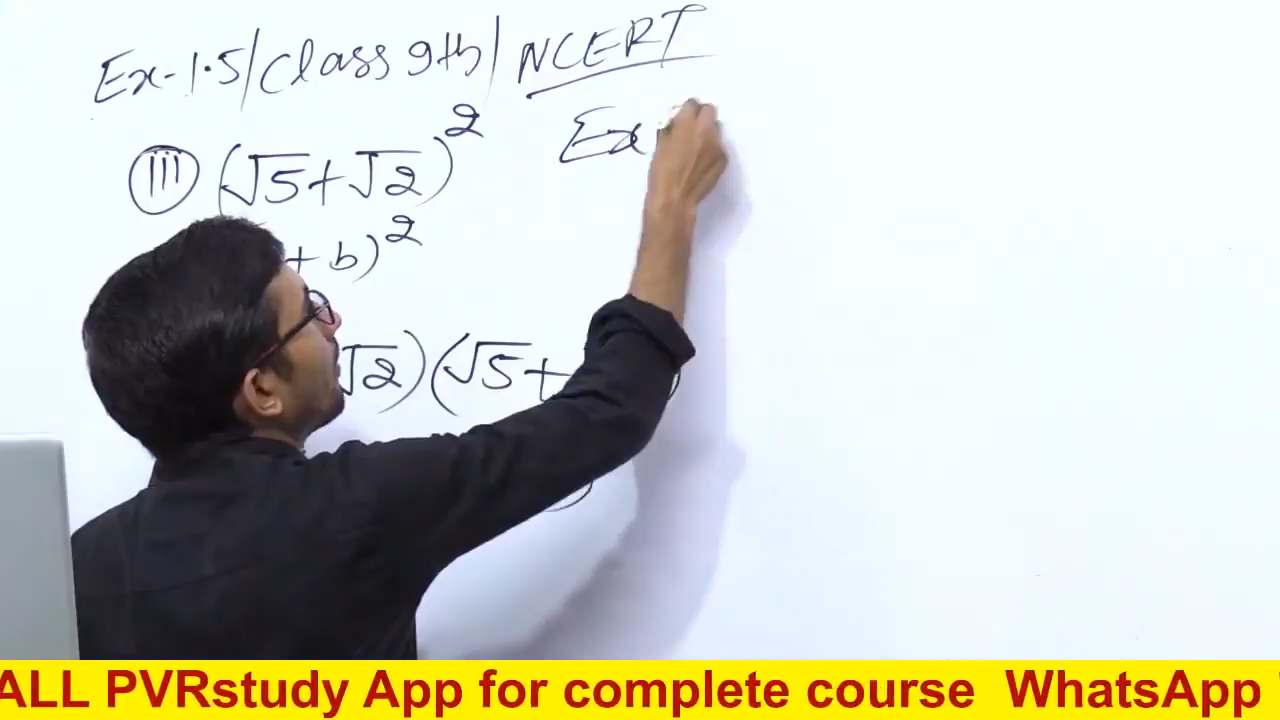 Ex-1.5/Class 9th/NCERT
(iii) (√5+√2)² Ex
+ b)²
√2)(√5+
ALL PVRstudy App for complete course WhatsApp